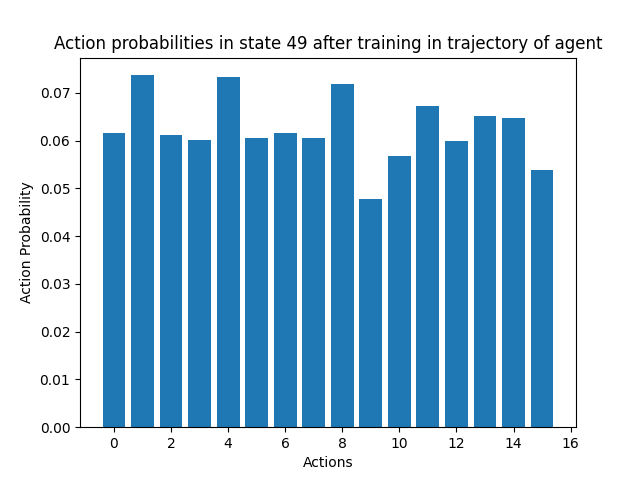 Action probabilities in state 49 after training in trajectory of agent
0.07
0.06
0.05
0.04
0.03
0.02
0.01
0.00
Action Probability
0 2 4 6 8 10 12 14 16
Actions